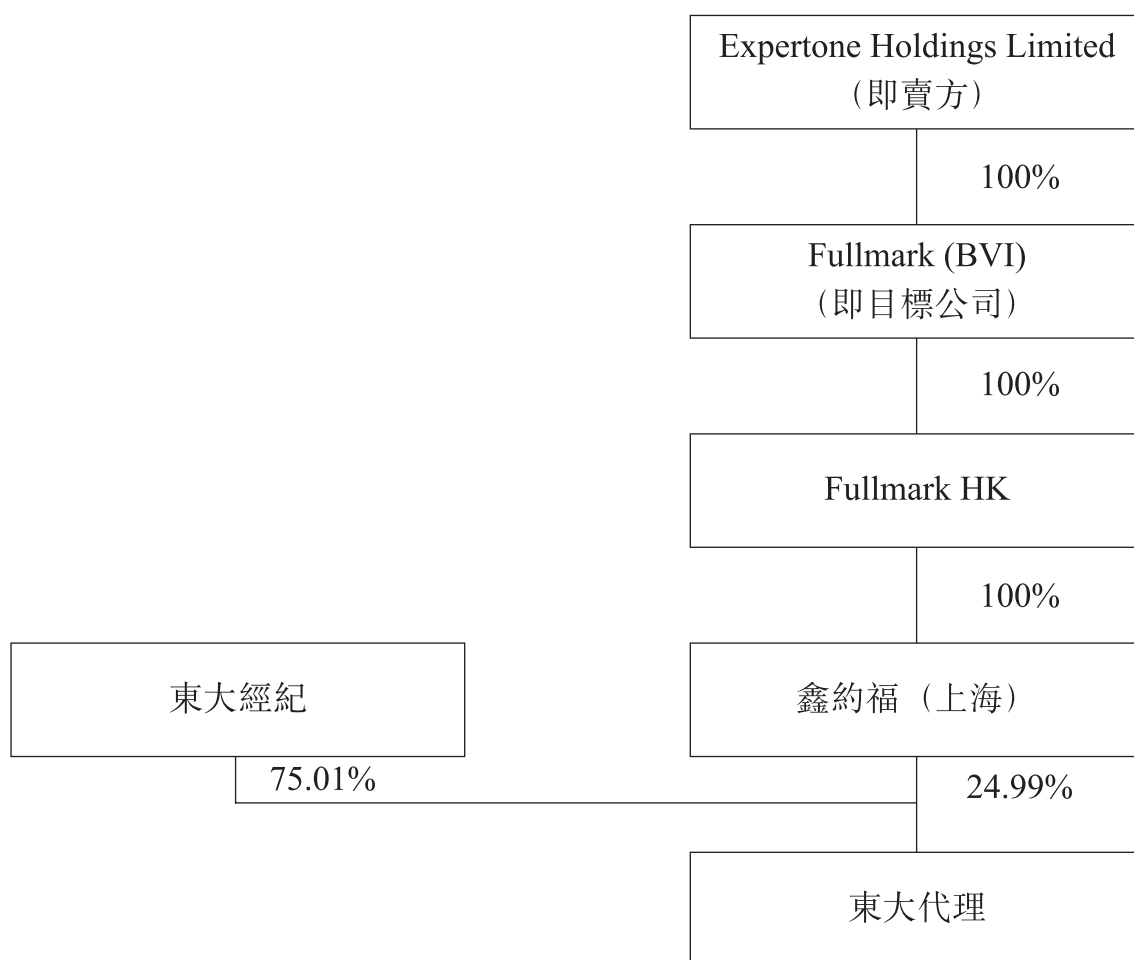 Expertone Holdings Limited
（即賣方）
100%
Fullmark (BVI)
（即目標公司）
100%
Fullmark HK
100%
東大經紀
鑫約福（上海）
75.01%
24.99%
東大代理